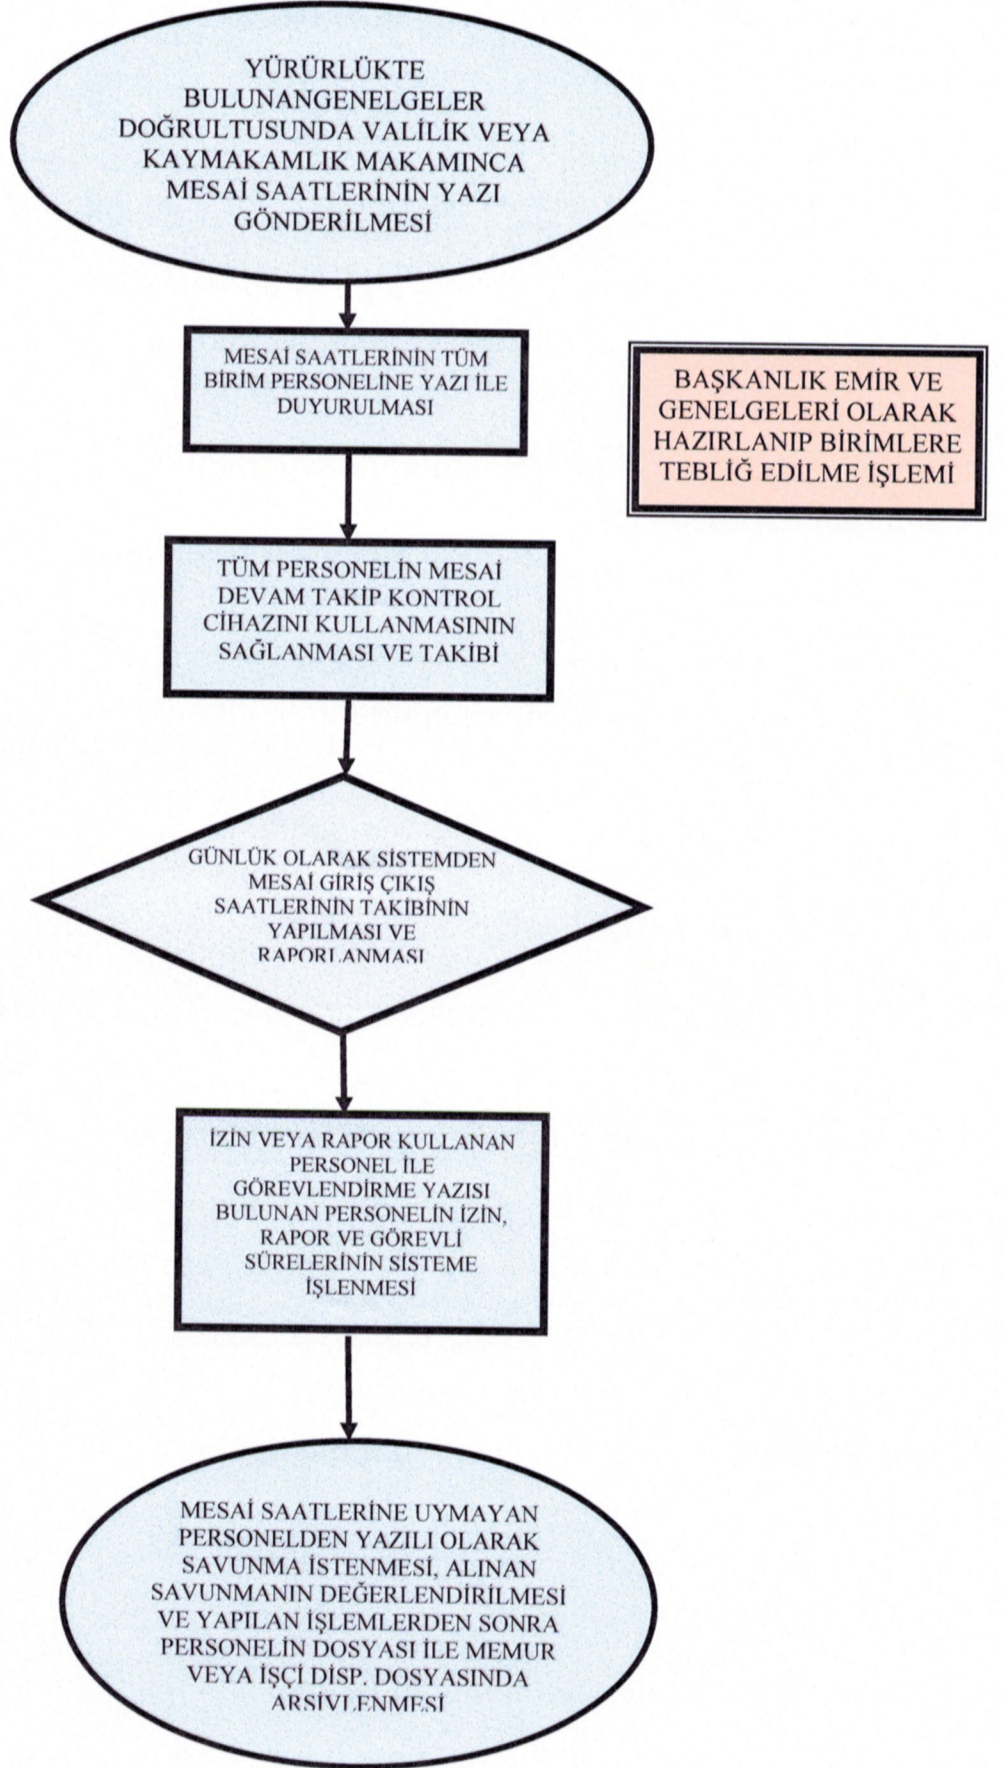 YÜRÜRLÜKTE
BULUNANGENELGELER
DOĞRULTUSUNDA VALİLİK VEYA
KAYMAKAMLIK MAKAMINCA
MESAİ SAATLERİNİN YAZI
GÖNDERİLMESİ
MESAİ SAATLERİNİN TÜM
BİRİM PERSONELİNE YAZI İLE
DUYURULMASI
BAŞKANLIK EMİR VE
GENELGELERİ OLARAK
HAZIRLANIP BİRİMLERE
TEBLİĞ EDİLME İŞLEMİ
TÜM PERSONELİN MESAİ
DEVAM TAKİP KONTROL
CİHAZINI KULLANMASININ
SAĞLANMASI VE TAKİBİ
GÜNLÜK OLARAK SİSTEMDEN
MESAİ GİRİŞ ÇIKIŞ
SAATLERİNİN TAKİBİNİN
YAPILMASI VE
RAPORLANMASI
İZİN VEYA RAPOR KULLANAN
PERSONEL İLE
GÖREVLENDİRME YAZISI
BULUNAN PERSONELİN İZİN,
RAPOR VE GÖREVLİ
SÜRELERİNİN SİSTEME
İŞLENMESİ
MESAİ SAATLERİNE UYMAYAN
PERSONELDEN YAZILI OLARAK
SAVUNMA İSTENMESİ, ALINAN
SAVUNMANIN DEĞERLENDİRİLMESİ
VE YAPILAN İŞLEMLERDEN SONRA
PERSONELİN DOSYASI İLE MEMUR
VEYA İŞÇİ DİSP. DOSYASINDA
ARŞİVLENMESİ